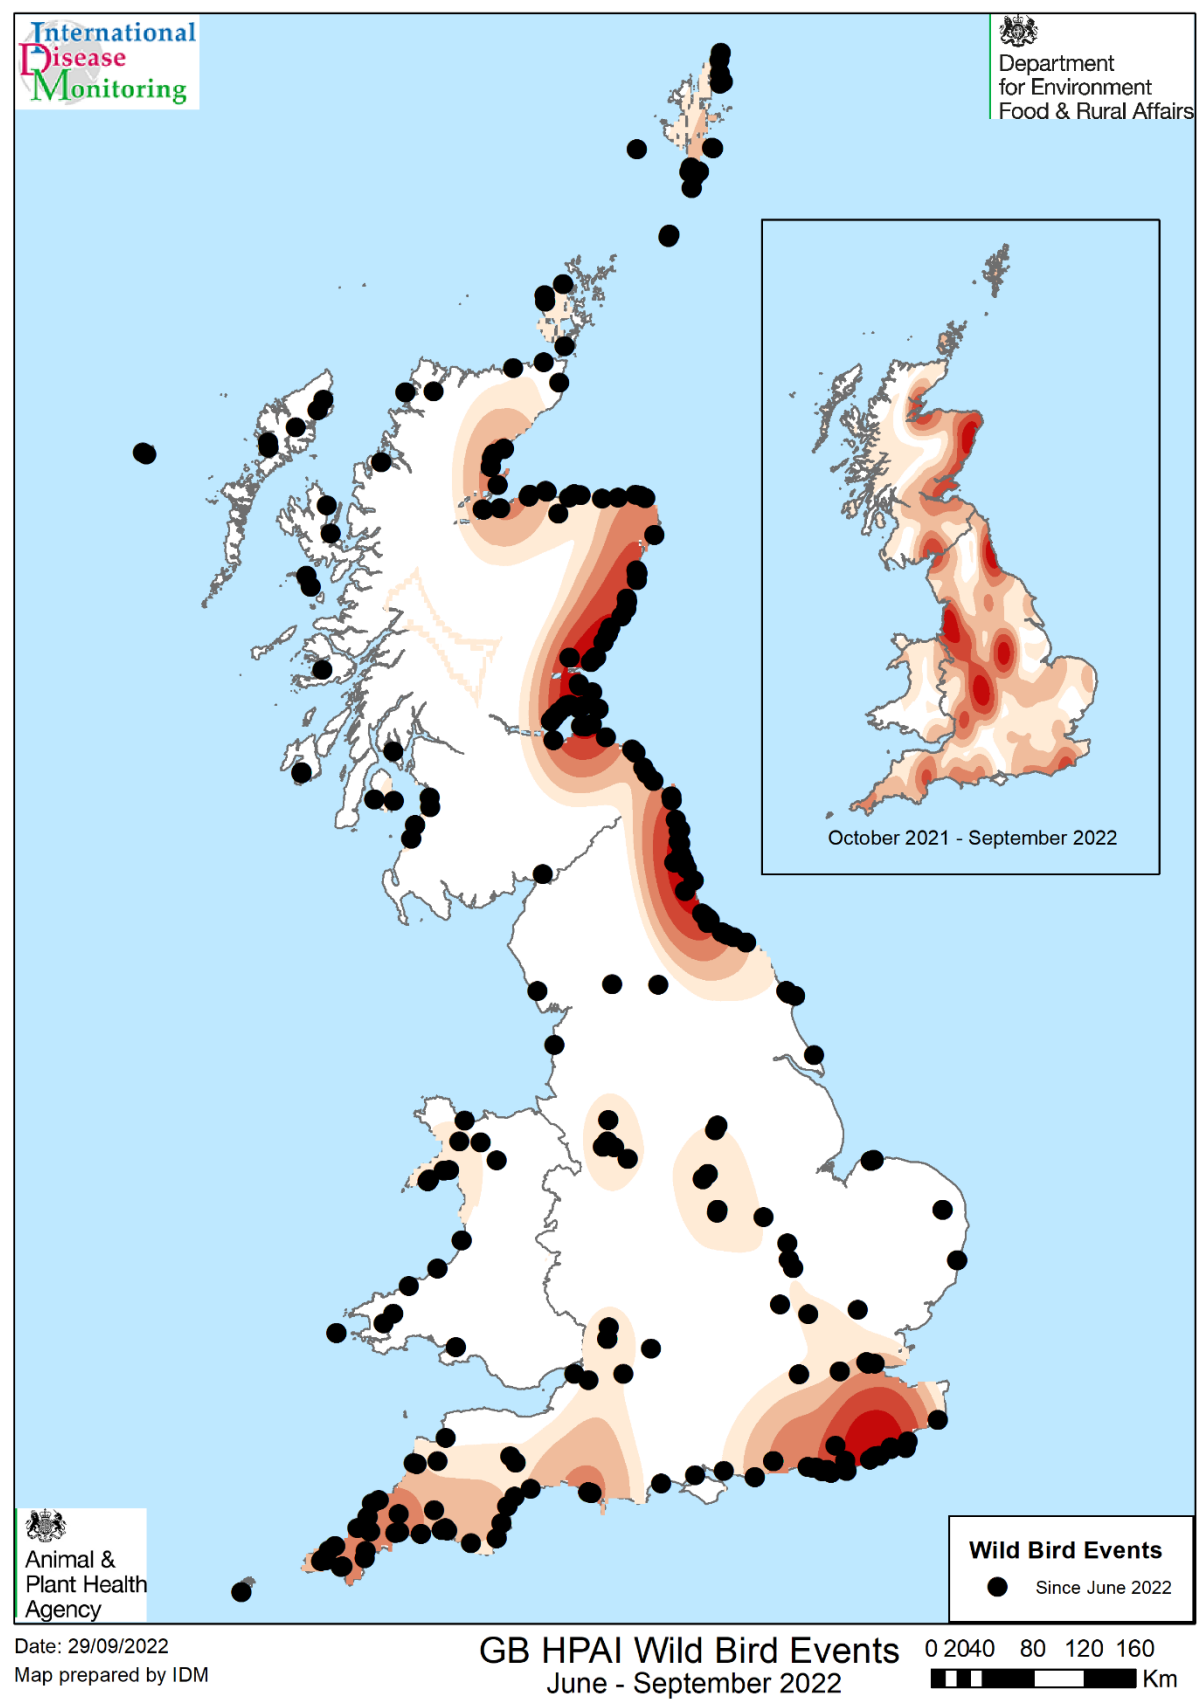 International
Disease
Monitoring
Department
for Environment
Food & Rural Affairs
October 2021 - September 2022
Animal &
Plant Health
Agency
Wild Bird Events
Since June 2022
Date: 29/09/2022
Map prepared by IDM
GB HPAI Wild Bird Events
June - September 2022
0 20 40 80 120 160
Km